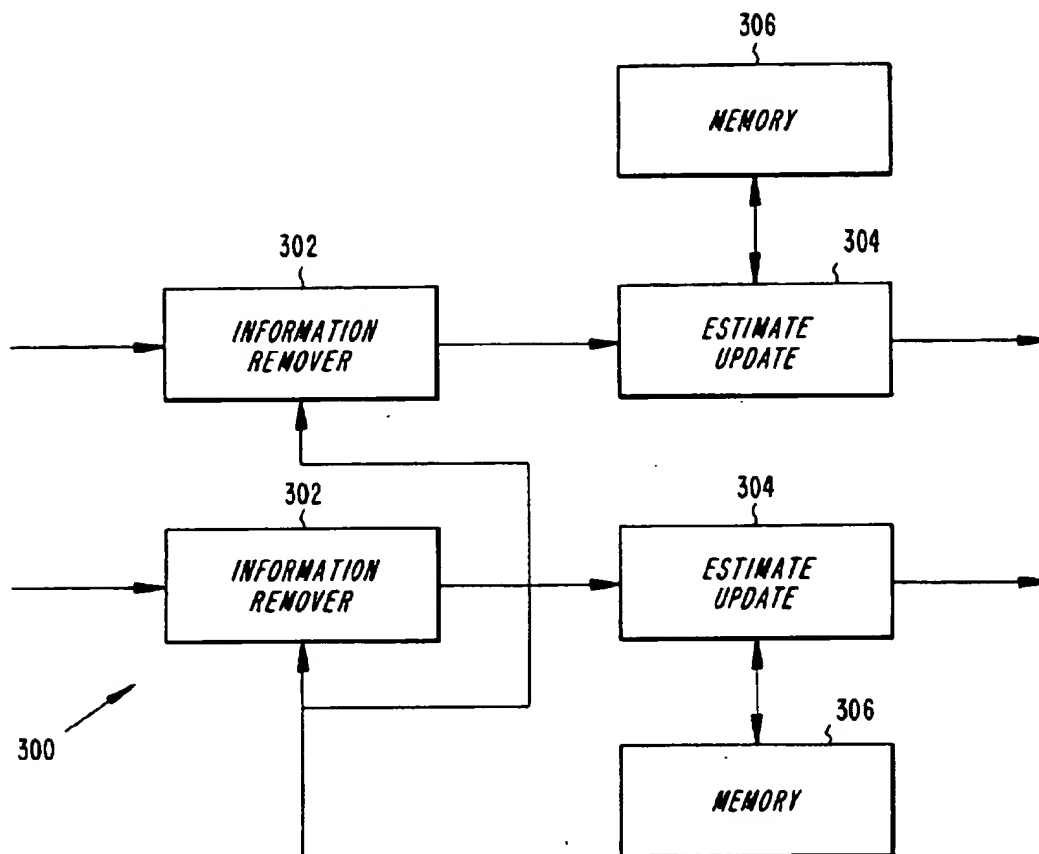 306
MEMORY
302
304
INFORMATION
REMOVER
ESTIMATE
UPDATE
302
304
INFORMATION
REMOVER
ESTIMATE
UPDATE
300
306
MEMORY